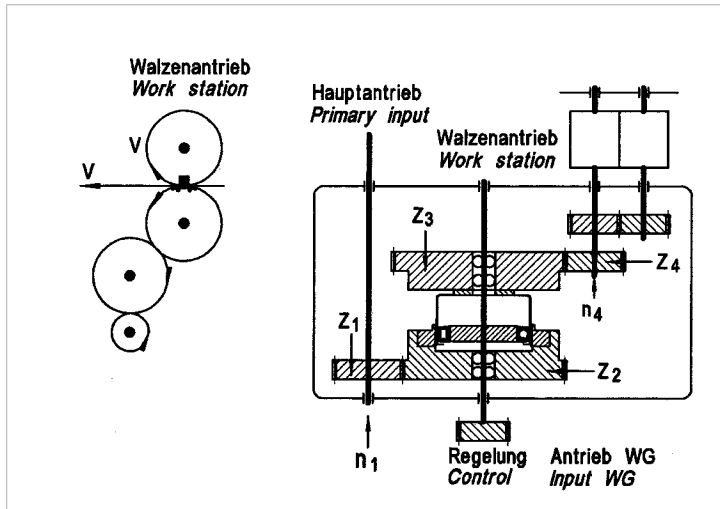 Walzenantrieb
Work station
V
V
Hauptantrieb
Primary input
Walzenantrieb
Work station
Z3
Z4
n4
Z1
Z2
n1
Regelung
Control
Antrieb WG
Input WG